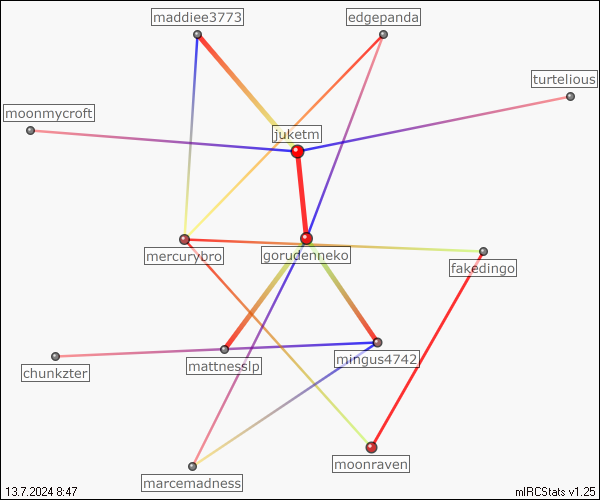 maddiee3773
edgepanda
turtelious
moonmycroft
juketm
mercurybro
gorudenneko
fakedingo
chunkzter
mattnesslp
mingus4742
moonraven
marcemadness
13.7.2024 8:47
mIRCStats v1.25